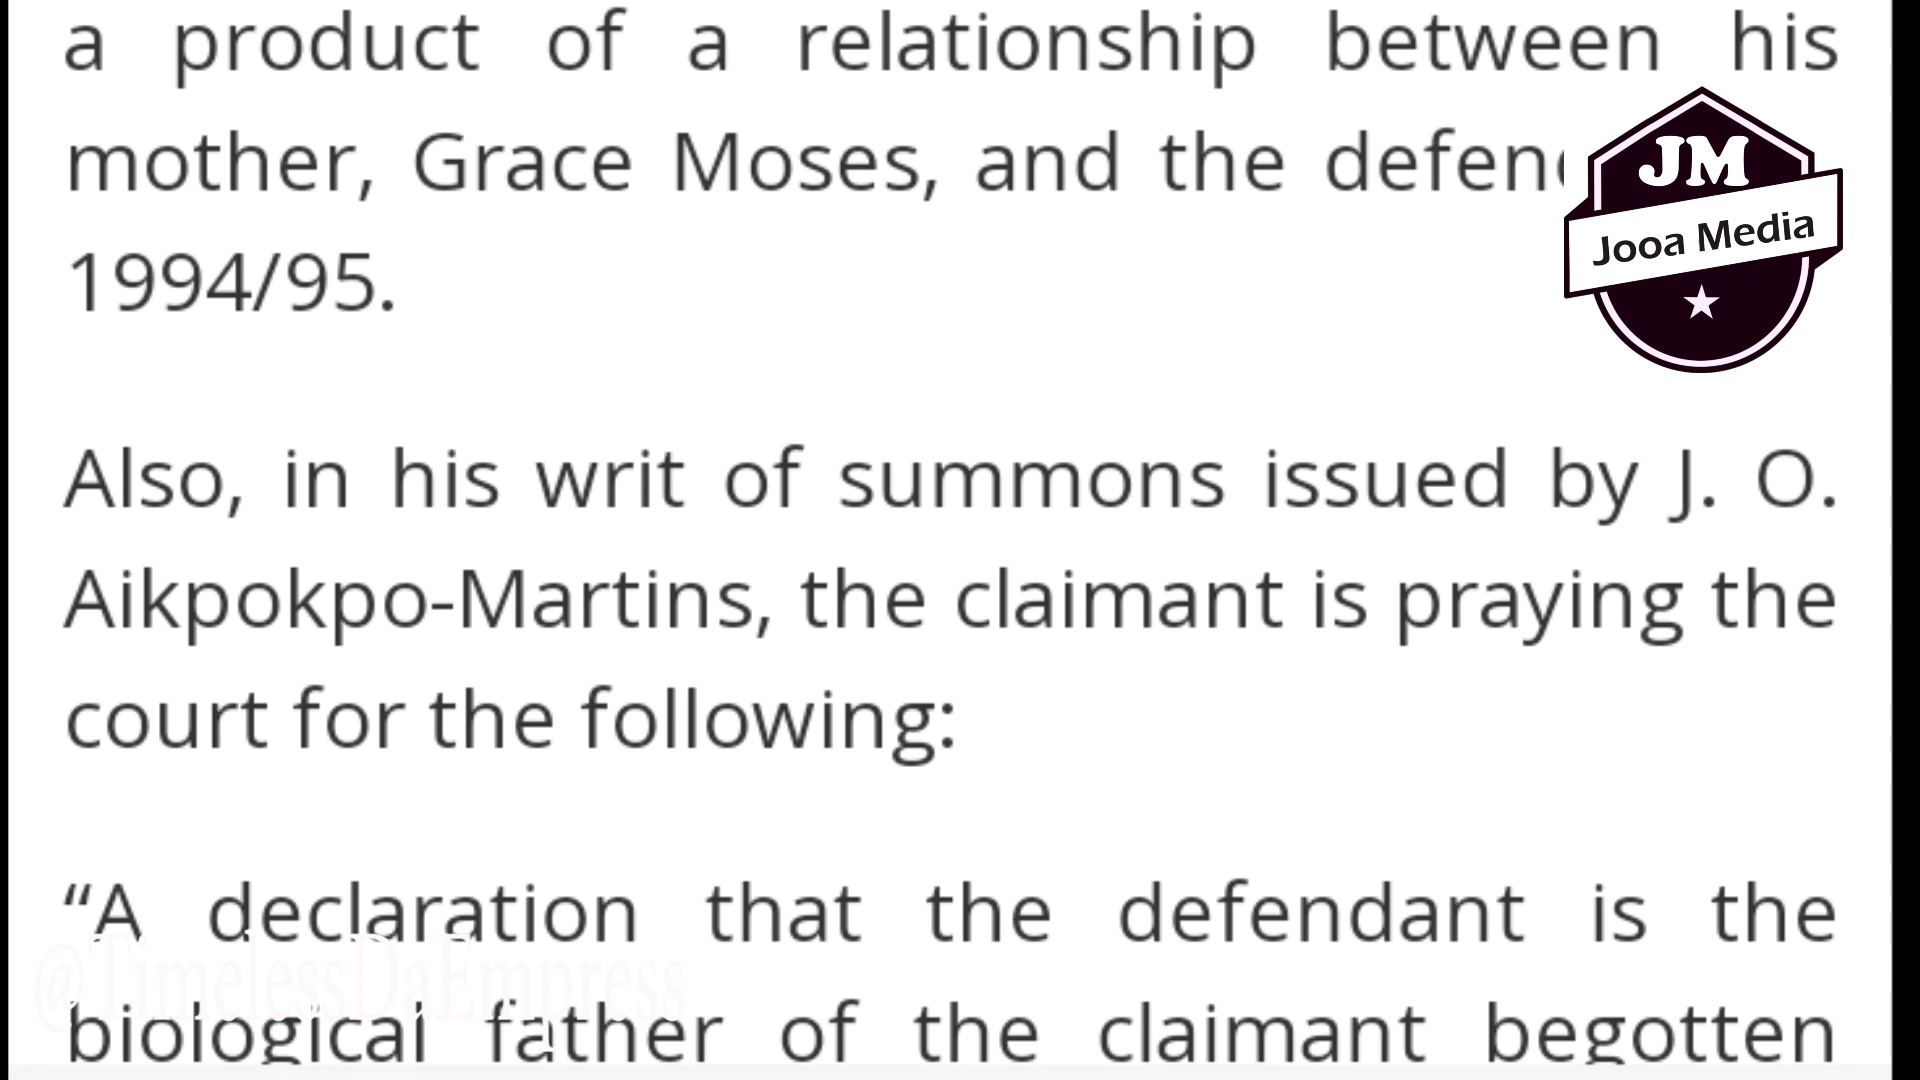 a product of a relationship between his
mother, Grace Moses, and the
1994/95.
JM
Jooa Media
Also, in his writ of summons issued by J. O.
Aikpokpo-Martins, the claimant is praying the
court for the following:
“A declaration that the defendant is the
@TimelessDaEmpress
biological father of the claimant begotten